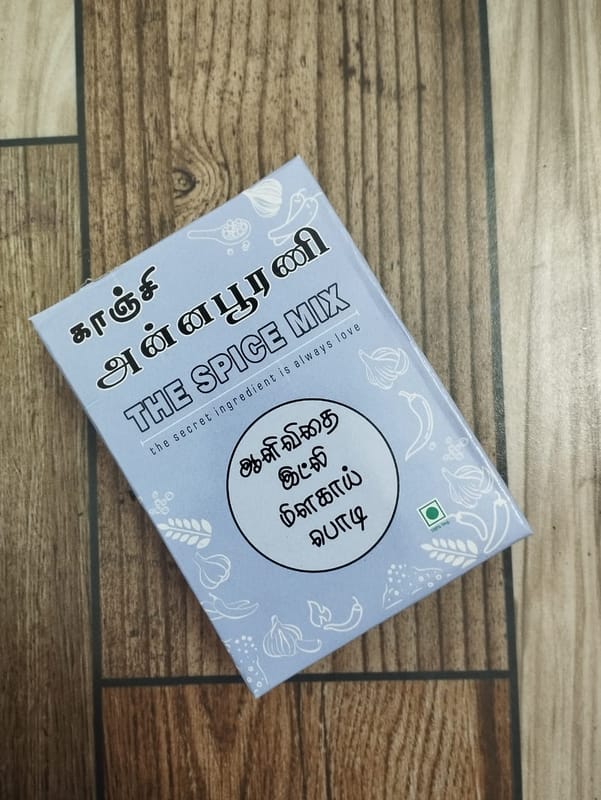 காஞ்சி
அன்னபூரணி
THE SPICE MIX
the secret ingredient is always love
ஆளிவிதை
இட்லி
மிளகாய்
பொடி